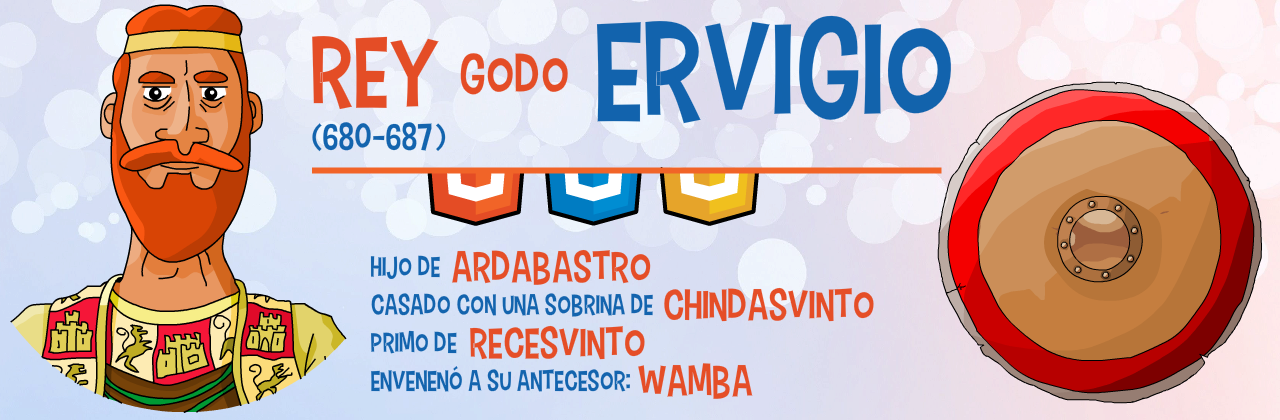 REY GODO ERVIGIO
(680-687)
HIJO DE ARDABASTRO
CASADO CON UNA SOBRINA DE CHINDASVINTO
PRIMO DE RECESVINTO
ENVENENÓ A SU ANTECESOR: WAMBA